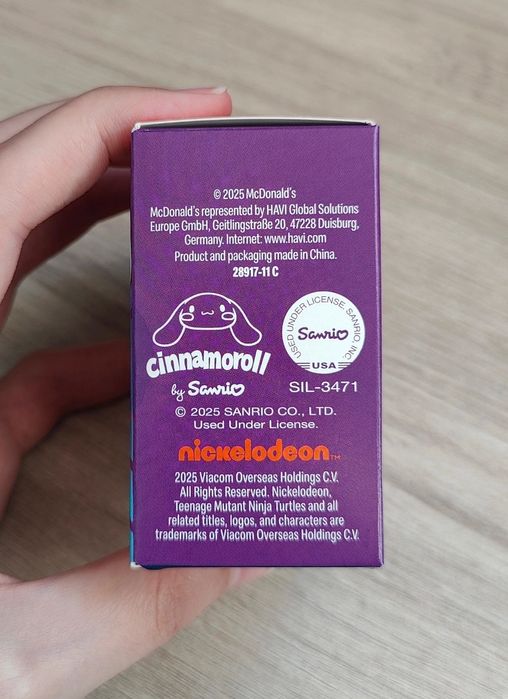 © 2025 McDonald's
McDonald's represented by HAVI Global Solutions
Europe GmbH, Geitlingstraße 20, 47228 Duisburg,
Germany. Internet: www.havi.com
Product and packaging made in China.
28917-11 C
cinnamoroll
by Sanrio
USED UNDER LICENSE. SANRIO, INC.
Sanrio
USA
SIL-3471
© 2025 SANRIO CO., LTD.
Used Under License.
nickelodeon™
2025 Viacom Overseas Holdings C.V.
All Rights Reserved. Nickelodeon,
Teenage Mutant Ninja Turtles and all
related titles, logos, and characters are
trademarks of Viacom Overseas Holdings C.V.